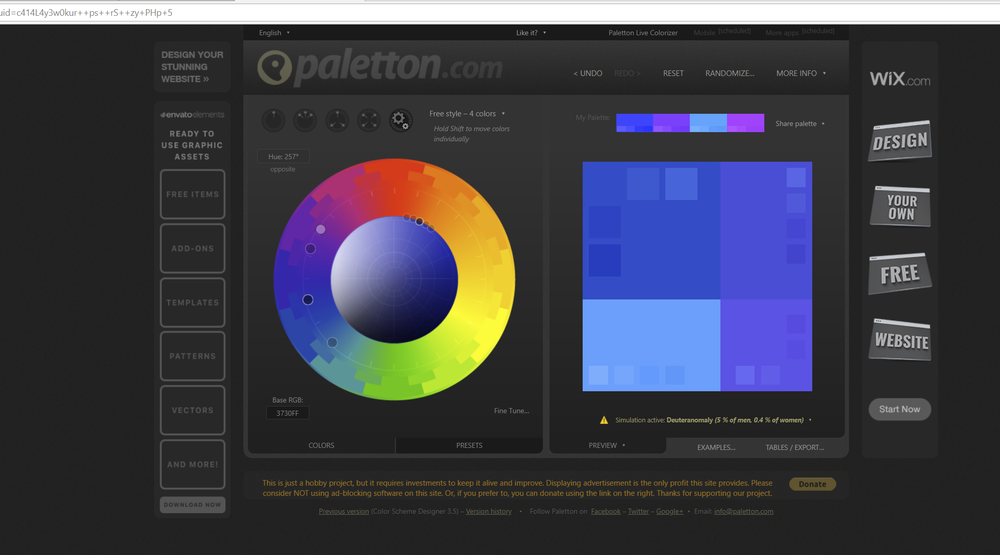 uid=c414L4y3w0kur++ps++rS++zy+PHp+5
English
Like it?
Paletton Live Colorizer
Mobile [scheduled]
More apps [scheduled]
paletton.com
< UNDO
REDO >
RESET
RANDOMIZE...
MORE INFO
DESIGN YOUR
STUNNING
WEBSITE »
envatoelements
READY TO
USE GRAPHIC
ASSETS
FREE ITEMS
ADD-ONS
TEMPLATES
PATTERNS
VECTORS
AND MORE!
DOWNLOAD NOW
Free style – 4 colors
Hold Shift to move colors
individually
Hue: 257°
opposite
Base RGB:
3730FF
Fine Tune...
COLORS
PRESETS
My Palette:
Share palette
Simulation active: Deuteranomaly (5 % of men, 0.4 % of women)
PREVIEW
EXAMPLES...
TABLES / EXPORT...
WiX.com
DESIGN
YOUR
OWN
FREE
WEBSITE
Start Now
This is just a hobby project, but it requires investments to keep it alive and improve. Displaying advertisement is the only profit this site provides. Please
consider NOT using ad-blocking software on this site. Or, if you prefer to, you can donate using the link on the right. Thanks for supporting our project.
Donate
Previous version (Color Scheme Designer 3.5) – Version history • Follow Paletton on Facebook – Twitter – Google+ • Email: info@paletton.com